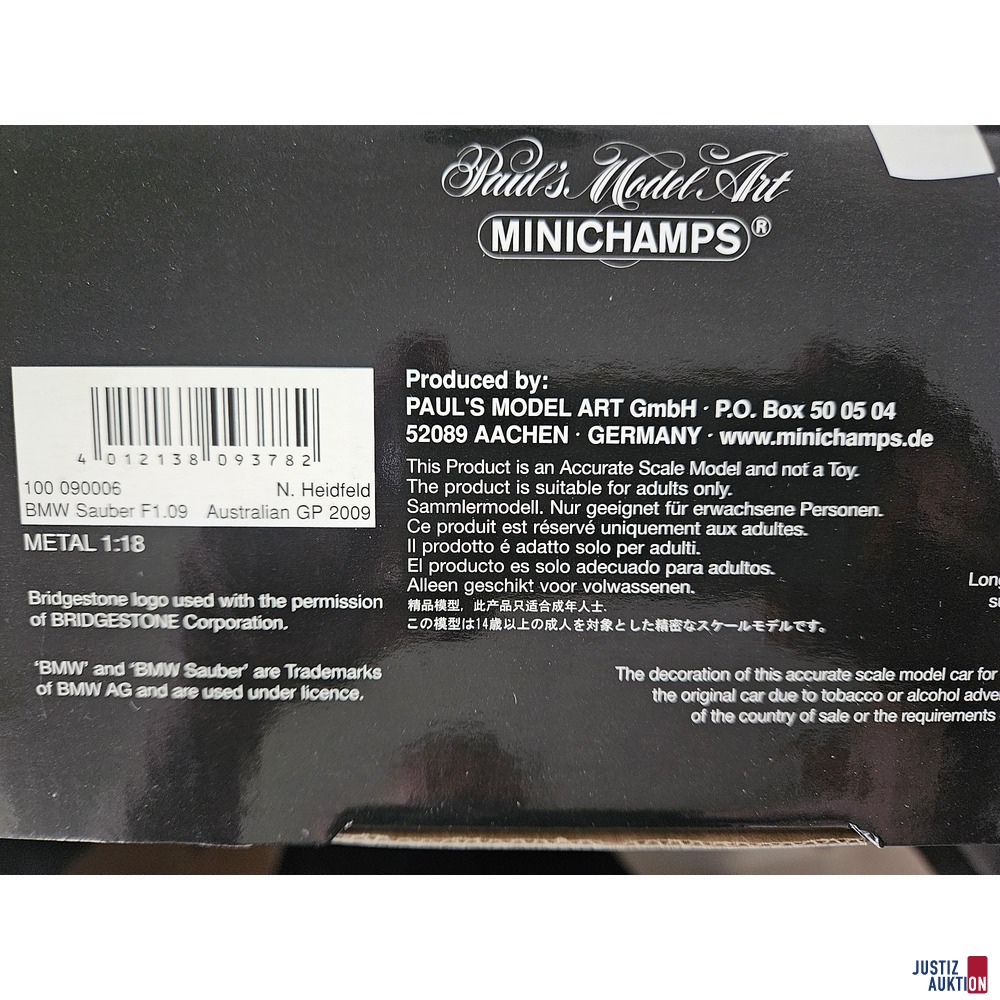 Paul's Model Art
MINICHAMPS®
4 012138 093782
100 090006 N. Heidfeld
BMW Sauber F1.09 Australian GP 2009
METAL 1:18
Bridgestone logo used with the permission
of BRIDGESTONE Corporation.
'BMW' and 'BMW Sauber' are Trademarks
of BMW AG and are used under licence.
Produced by:
PAUL'S MODEL ART GmbH · P.O. Box 50 05 04
52089 AACHEN · GERMANY · www.minichamps.de
This Product is an Accurate Scale Model and not a Toy.
The product is suitable for adults only.
Sammlermodell. Nur geeignet für erwachsene Personen.
Ce produit est réservé uniquement aux adultes.
Il prodotto é adatto solo per adulti.
El producto es solo adecuado para adultos.
Alleen geschikt voor volwassenen.
精品模型，此产品只适合成年人士.
この模型は14歳以上の成人を対象とした精密なスケールモデルです。
The decoration of this accurate scale model car for
the original car due to tobacco or alcohol adve
of the country of sale or the requirements
JUSTIZ
AUKTION